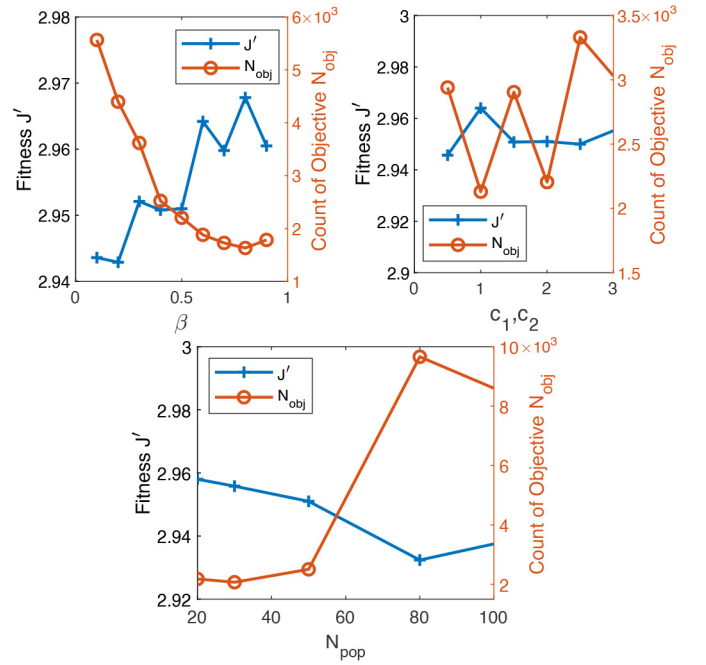 2.98
2.97
2.96
2.95
2.94
Fitness J′
0
0.5
1
β
6×10³
5
4
3
2
1
Count of Objective N_obj
J′
N_obj
3
2.98
2.96
2.94
2.92
2.9
Fitness J′
0
1
2
3
c₁,c₂
3.5×10³
3
2.5
2
1.5
Count of Objective N_obj
J′
N_obj
3
2.98
2.96
2.94
2.92
Fitness J′
20
40
60
80
100
N_pop
10×10³
8
6
4
2
Count of Objective N_obj
J′
N_obj